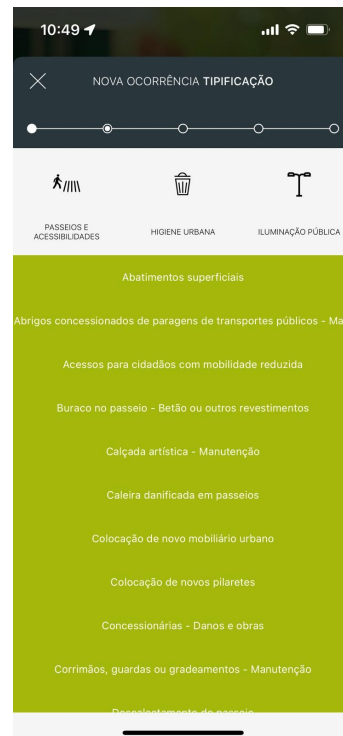 10:49
NOVA OCORRÊNCIA TIPIFICAÇÃO
PASSEIOS E
ACESSIBILIDADES
HIGIENE URBANA
ILUMINAÇÃO PÚBLICA
Abatimentos superficiais
Abrigos concessionados de paragens de transportes públicos - Ma
Acessos para cidadãos com mobilidade reduzida
Buraco no passeio - Betão ou outros revestimentos
Calçada artística - Manutenção
Caleira danificada em passeios
Colocação de novo mobiliário urbano
Colocação de novos pilaretes
Concessionárias - Danos e obras
Corrimãos, guardas ou gradeamentos - Manutenção